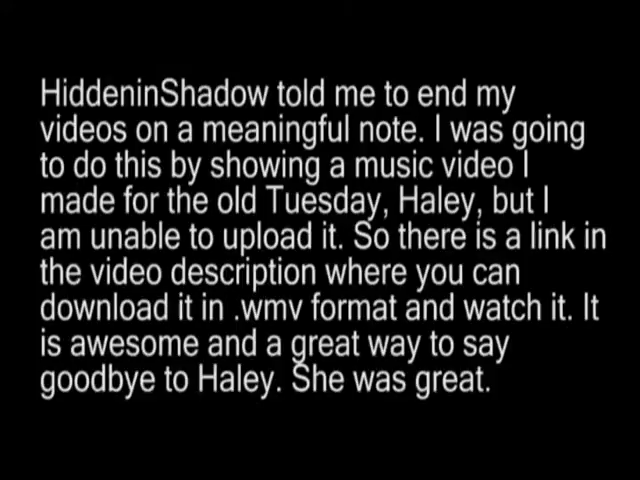 HiddeninShadow told me to end my
videos on a meaningful note. I was going
to do this by showing a music video I
made for the old Tuesday, Haley, but I
am unable to upload it. So there is a link in
the video description where you can
download it in .wmv format and watch it. It
is awesome and a great way to say
goodbye to Haley. She was great.